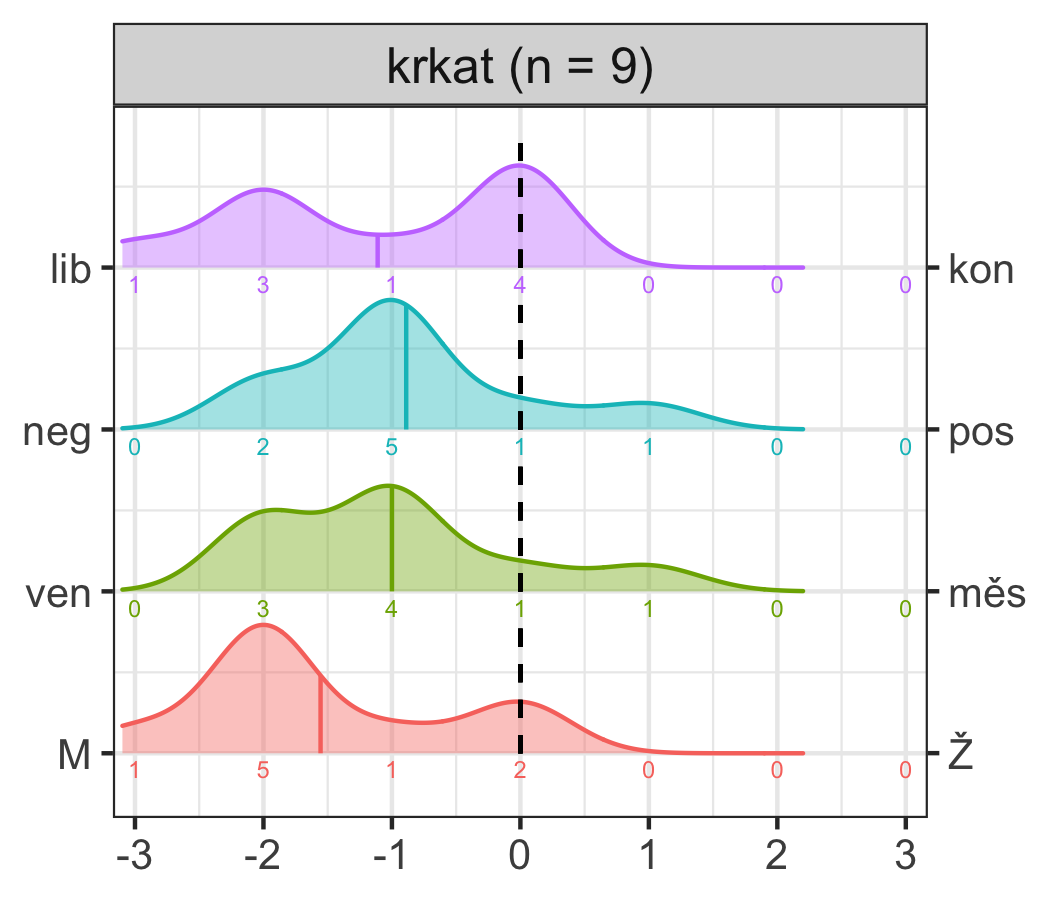 krkat (n = 9)
lib kon
1 3 1 4 0 0 0
neg pos
0 2 5 1 1 0 0
ven měs
0 3 4 1 1 0 0
M Ž
1 5 1 2 0 0 0
-3 -2 -1 0 1 2 3